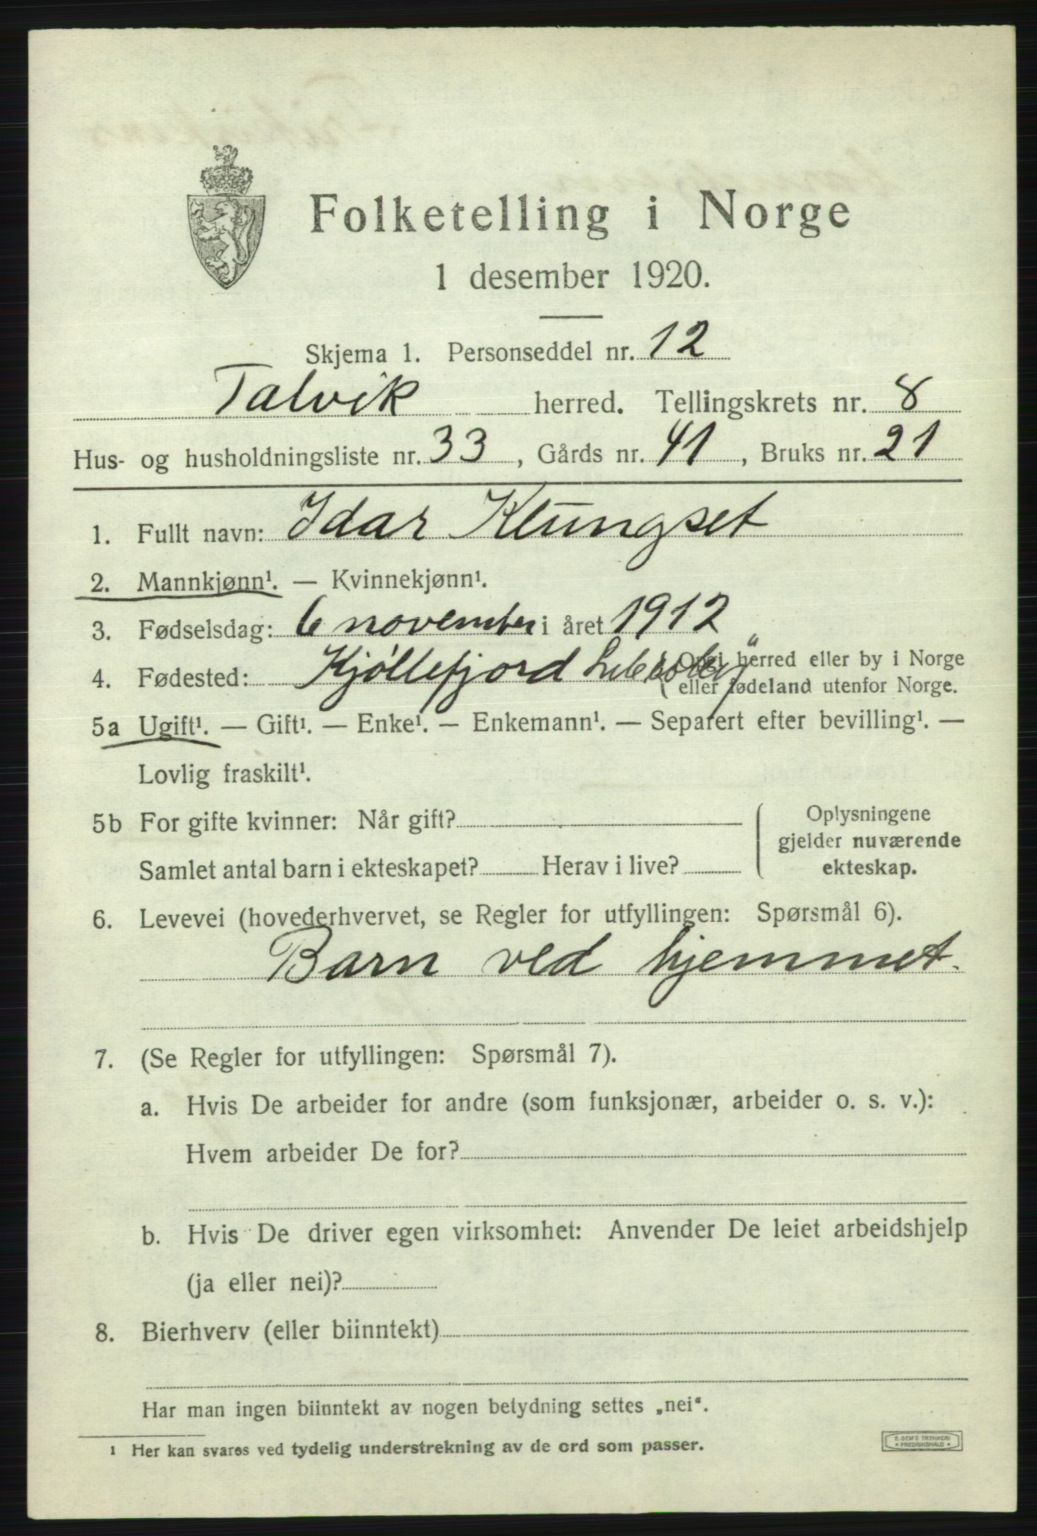 Folketelling i Norge
1 desember 1920.
Skjema 1. Personseddel nr. 12
Talvik herred. Tellingskrets nr. 8
Hus- og husholdningsliste nr. 33, Gårds nr. 41, Bruks nr. 21
1. Fullt navn: Idar Klungset
2. Mannkjønn¹. — Kvinnekjønn¹.
3. Fødselsdag: 6 november i året 1912
4. Fødested: Kjøllefjord
Opgi herred eller by i Norge
eller fødeland utenfor Norge.
5a Ugift¹. — Gift¹. — Enke¹. — Enkemann¹. — Separert efter bevilling¹. —
Lovlig fraskilt¹.
5b For gifte kvinner: Når gift?
Samlet antal barn i ekteskapet? Herav i live?
Oplysningene
gjelder nuværende
ekteskap.
6. Levevei (hovederhvervet, se Regler for utfyllingen: Spørsmål 6).
Barn ved hjemmet.
7. (Se Regler for utfyllingen: Spørsmål 7).
a. Hvis De arbeider for andre (som funksjonær, arbeider o. s. v.):
Hvem arbeider De for?
b. Hvis De driver egen virksomhet: Anvender De leiet arbeidshjelp
(ja eller nei)?
8. Bierhverv (eller biinntekt)
Har man ingen biinntekt av nogen betydning settes „nei“.
¹ Her kan svares ved tydelig understrekning av de ord som passer.